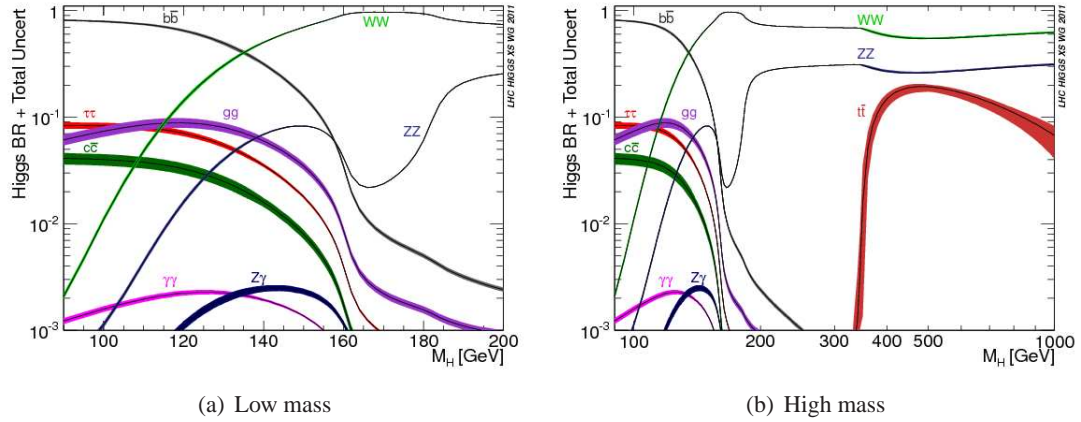 Higgs BR + Total Uncert
1
10⁻¹
10⁻²
10⁻³
bb̄
WW
ττ
gg
cc̄
ZZ
γγ
Zγ
LHC HIGGS XS WG 2011
100 120 140 160 180 200
M_H [GeV]
(a) Low mass
Higgs BR + Total Uncert
1
10⁻¹
10⁻²
10⁻³
bb̄
WW
ZZ
ττ
gg
cc̄
tt̄
γγ
Zγ
LHC HIGGS XS WG 2011
100 200 300 400 500 1000
M_H [GeV]
(b) High mass